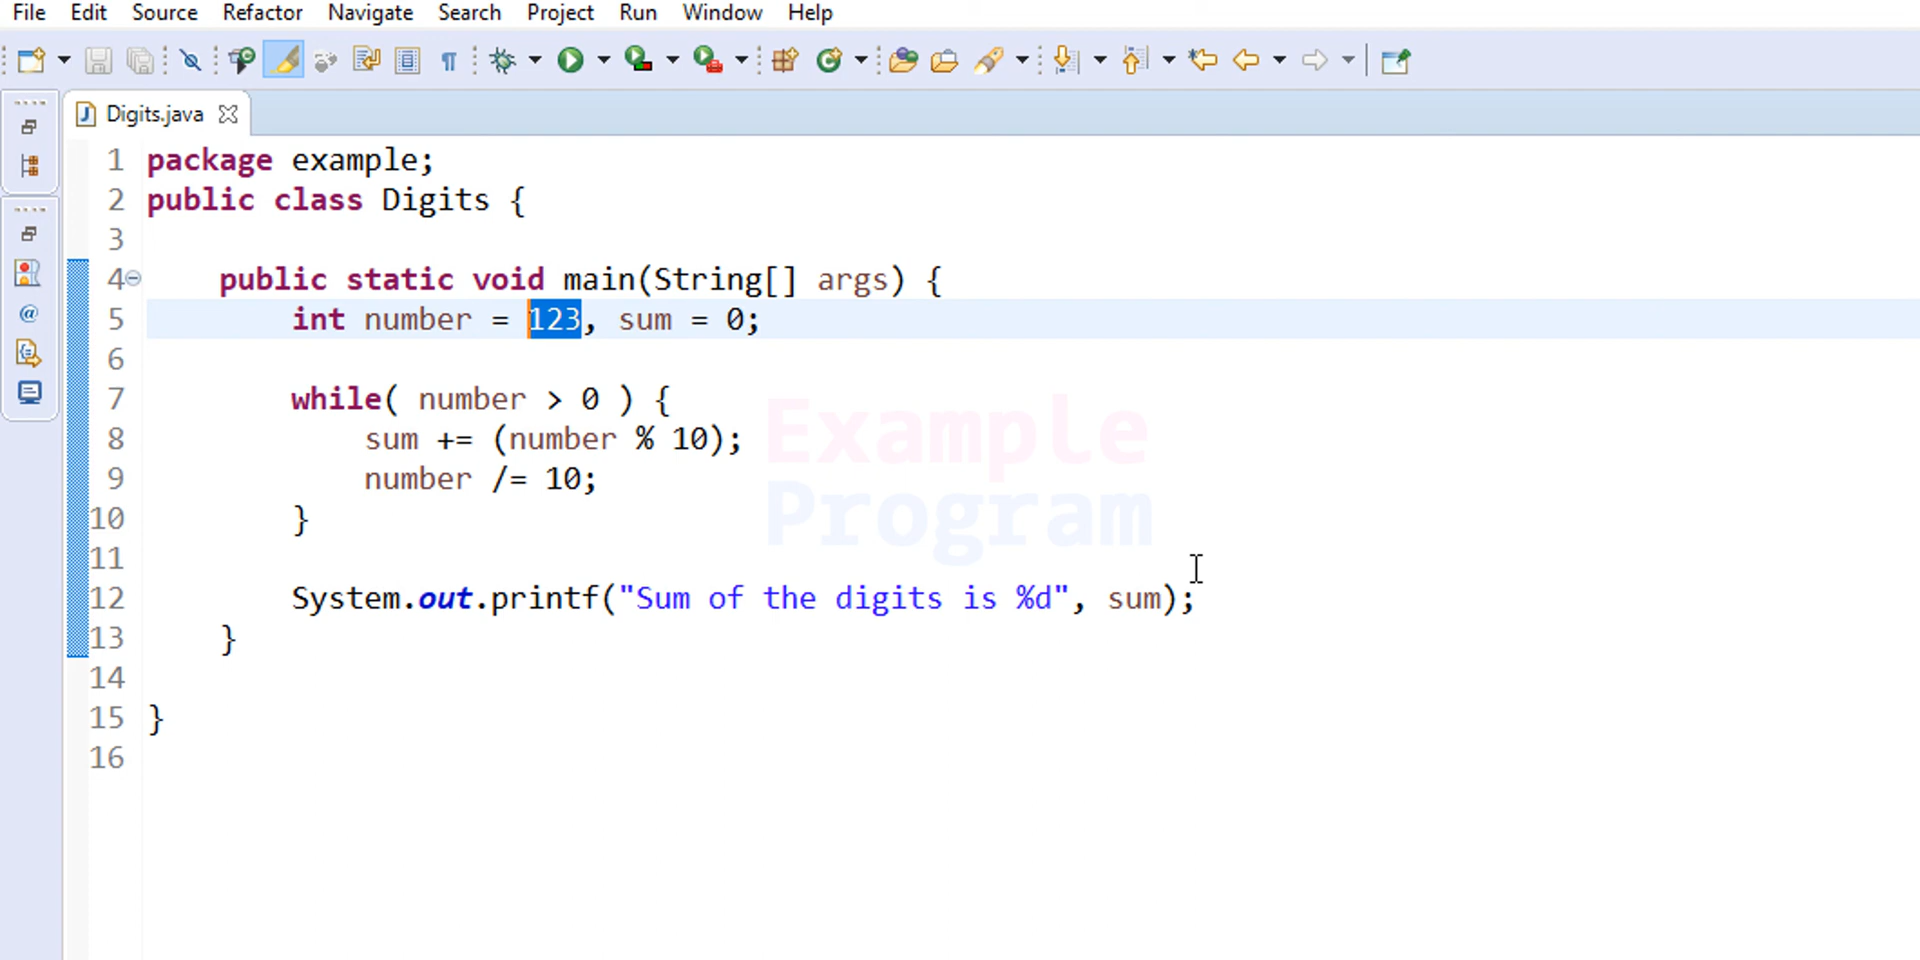 File Edit Source Refactor Navigate Search Project Run Window Help
Digits.java
1 package example;
2 public class Digits {
3
4 public static void main(String[] args) {
5 int number = 123, sum = 0;
6
7 while( number > 0 ) {
8 sum += (number % 10);
9 number /= 10;
10 }
11
12 System.out.printf("Sum of the digits is %d", sum);
13 }
14
15 }
16
Example
Program